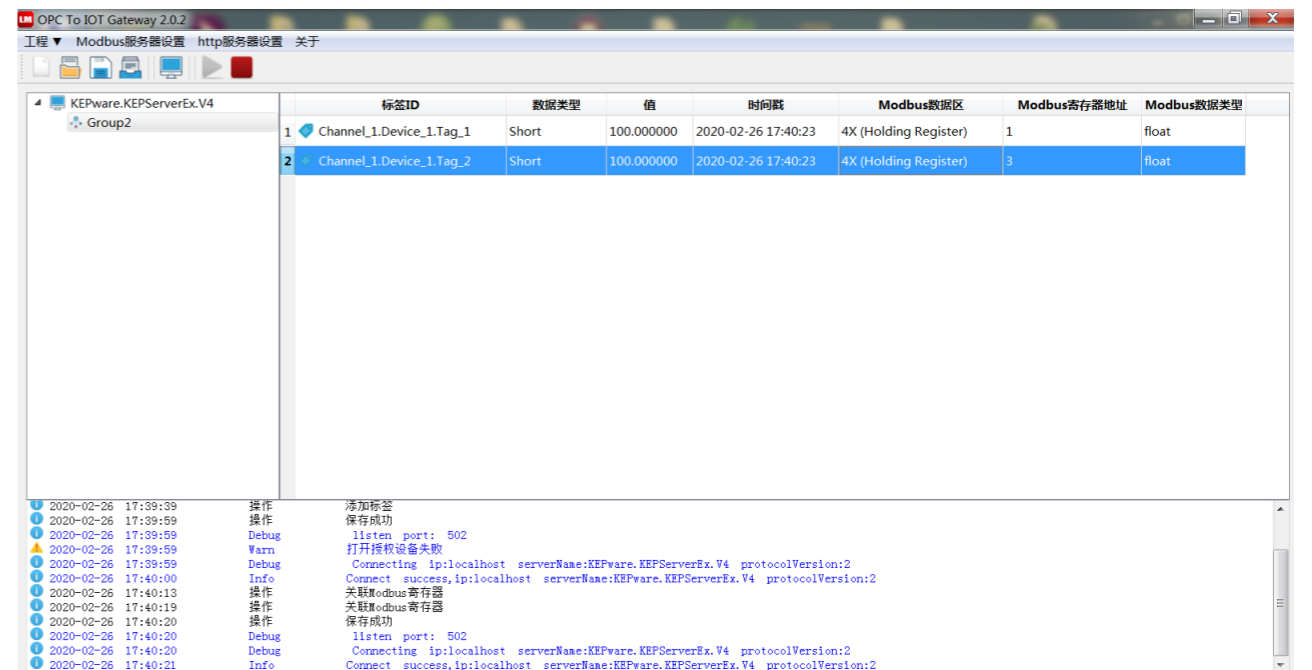 LM OPC To IOT Gateway 2.0.2
工程▼ Modbus服务器设置 http服务器设置 关于
KEPware.KEPServerEx.V4
Group2
标签ID 数据类型 值 时间戳 Modbus数据区 Modbus寄存器地址 Modbus数据类型
1 Channel_1.Device_1.Tag_1 Short 100.000000 2020-02-26 17:40:23 4X (Holding Register) 1 float
2 Channel_1.Device_1.Tag_2 Short 100.000000 2020-02-26 17:40:23 4X (Holding Register) 3 float
2020-02-26 17:39:39 操作 添加标签
2020-02-26 17:39:59 操作 保存成功
2020-02-26 17:39:59 Debug listen port: 502
2020-02-26 17:39:59 Warn 打开授权设备失败
2020-02-26 17:39:59 Debug Connecting ip:localhost serverName:KEPware.KEPServerEx.V4 protocolVersion:2
2020-02-26 17:40:00 Info Connect success,ip:localhost serverName:KEPware.KEPServerEx.V4 protocolVersion:2
2020-02-26 17:40:13 操作 关联Modbus寄存器
2020-02-26 17:40:19 操作 关联Modbus寄存器
2020-02-26 17:40:20 操作 保存成功
2020-02-26 17:40:20 Debug listen port: 502
2020-02-26 17:40:20 Debug Connecting ip:localhost serverName:KEPware.KEPServerEx.V4 protocolVersion:2
2020-02-26 17:40:21 Info Connect success,ip:localhost serverName:KEPware.KEPServerEx.V4 protocolVersion:2